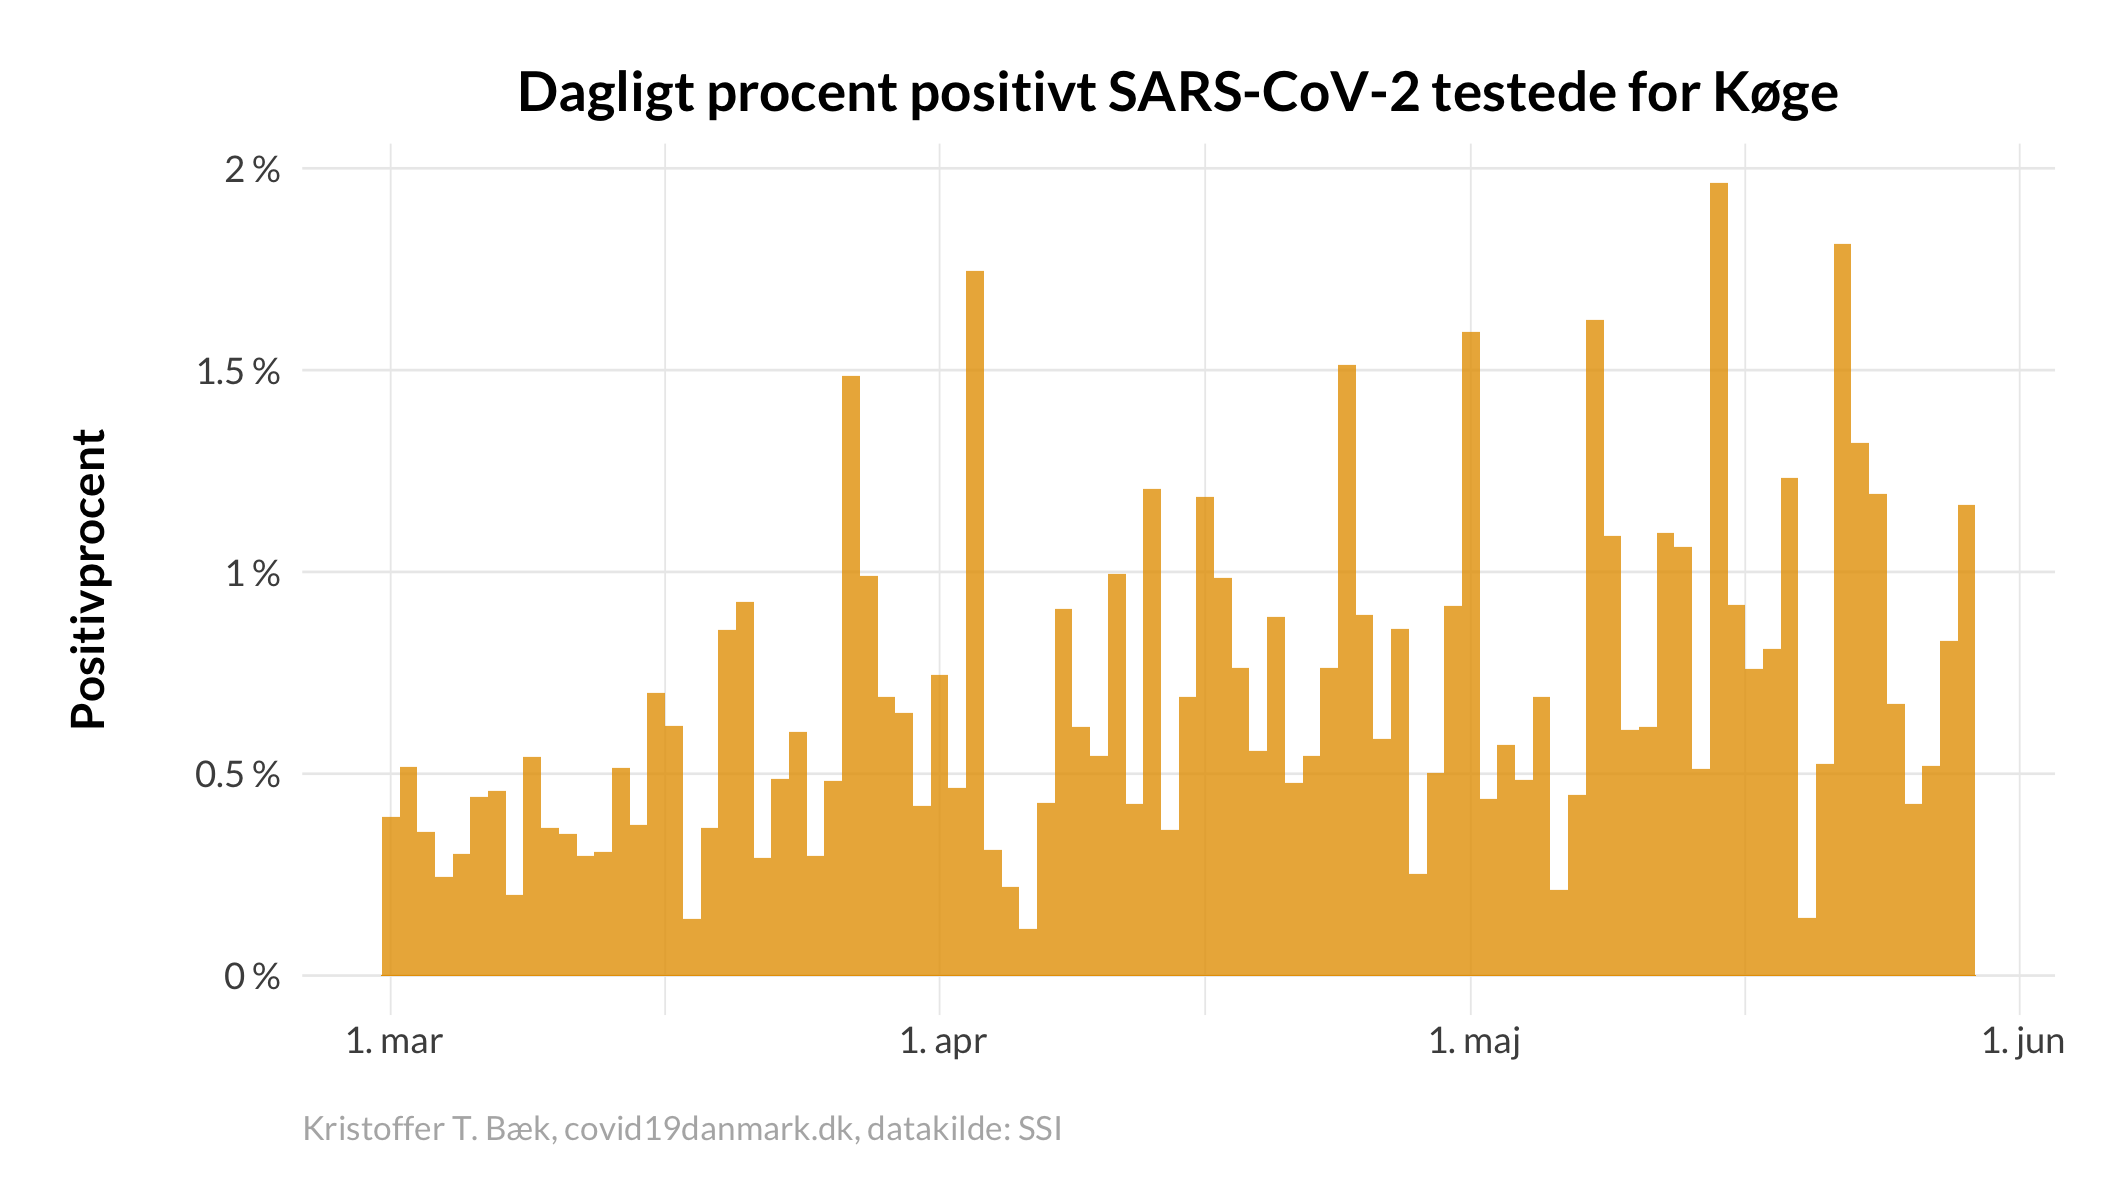 Dagligt procent positivt SARS-CoV-2 testede for Køge
Positivprocent
2 %
1.5 %
1 %
0.5 %
0 %
1. mar
1. apr
1. maj
1. jun
Kristoffer T. Bæk, covid19danmark.dk, datakilde: SSI